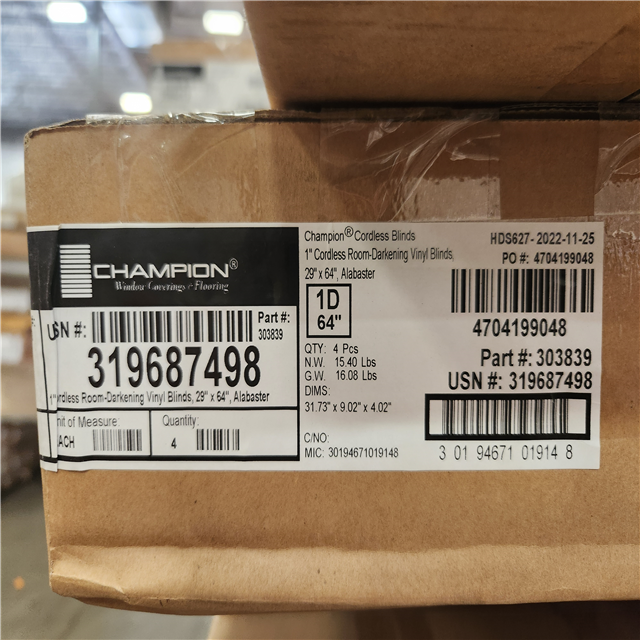 CHAMPION®
Window Coverings & Flooring
USN #:
Part #:
303839
319687498
1" Cordless Room-Darkening Vinyl Blinds, 29" x 64", Alabaster
Unit of Measure:
EACH
Quantity:
4
Champion® Cordless Blinds
1" Cordless Room-Darkening Vinyl Blinds,
29" x 64", Alabaster
1D
64"
QTY: 4 Pcs
N.W. 15.40 Lbs
G.W. 16.08 Lbs
DIMS:
31.73" x 9.02" x 4.02"
C/NO:
MIC: 30194671019148
HDS627- 2022-11-25
PO #: 4704199048
4704199048
Part #: 303839
USN #: 319687498
3 01 94671 01914 8